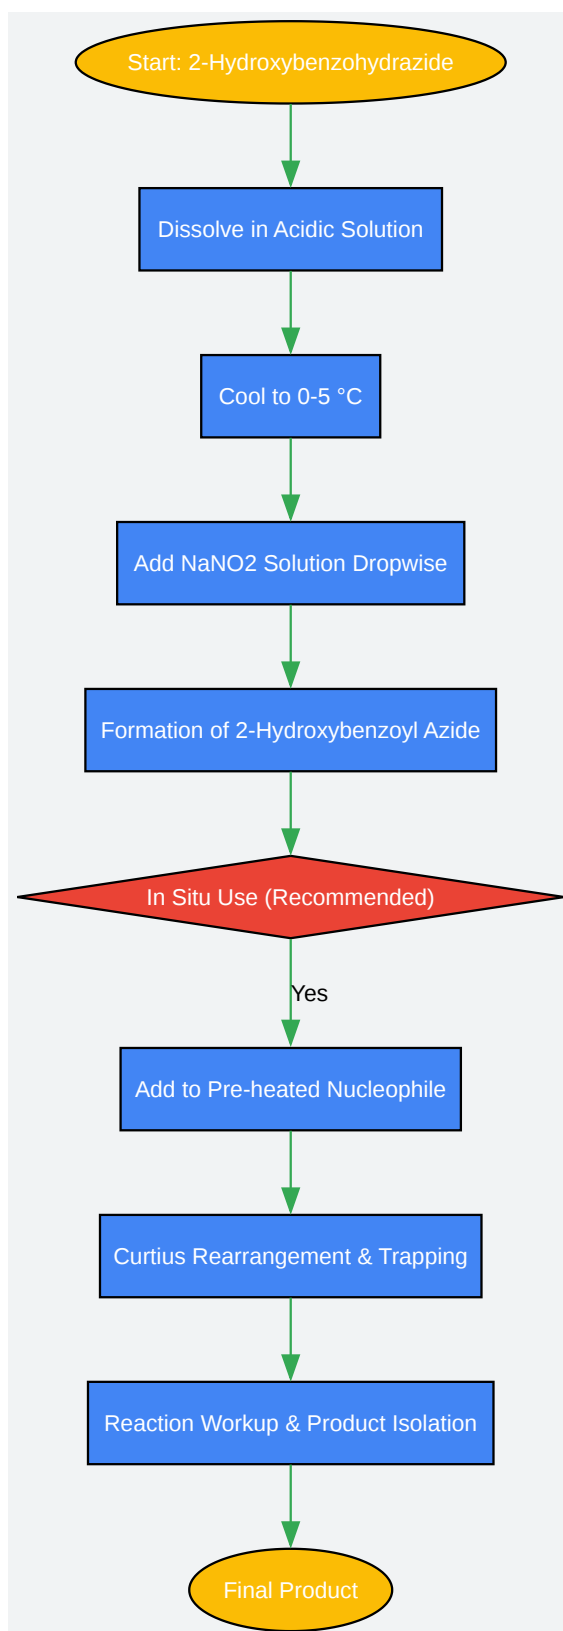 Start: 2-Hydroxybenzohydrazide
Dissolve in Acidic Solution
Cool to 0-5 °C
Add NaNO2 Solution Dropwise
Formation of 2-Hydroxybenzoyl Azide
In Situ Use (Recommended)
Yes
Add to Pre-heated Nucleophile
Curtius Rearrangement & Trapping
Reaction Workup & Product Isolation
Final Product